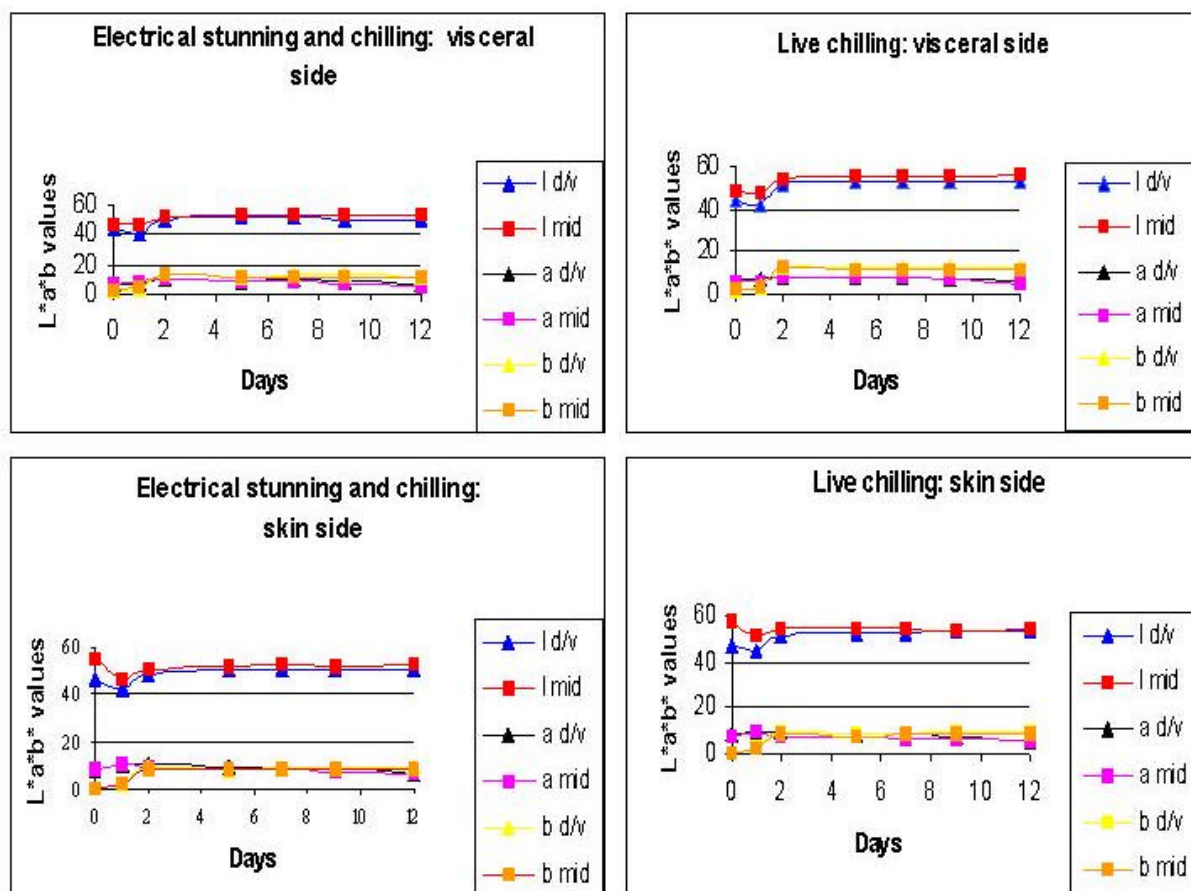 Electrical stunning and chilling: visceral
side
L*a*b values
60
40
20
0
0 2 4 6 8 10 12
Days
l d/v
l mid
a d/v
a mid
b d/v
b mid
Live chilling: visceral side
L*a*b* values
60
40
20
0
0 2 4 6 8 10 12
Days
l d/v
l mid
a d/v
a mid
b d/v
b mid
Electrical stunning and chilling:
skin side
L*a*b* values
60
40
20
0
0 2 4 6 8 10 12
Days
l d/v
l mid
a d/v
a mid
b d/v
b mid
Live chilling: skin side
L*a*b* values
60
40
20
0
0 2 4 6 8 10 12
Days
l d/v
l mid
a d/v
a mid
b d/v
b mid